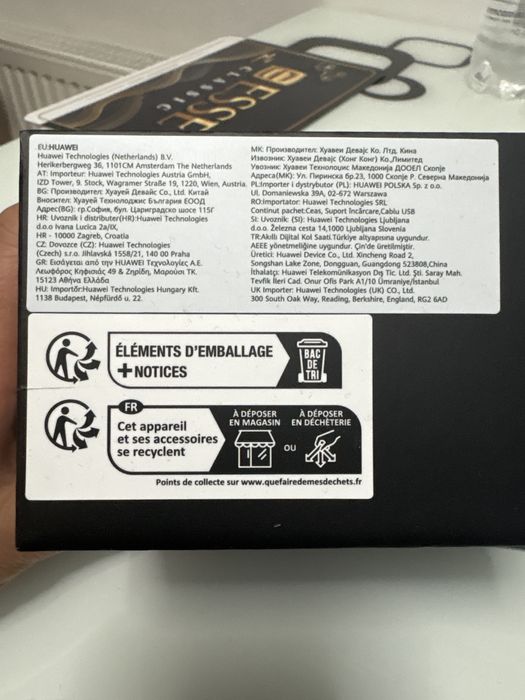 ESSE
CLASSIC
EU:HUAWEI
Huawei Technologies (Netherlands) B.V.
Herikerbergweg 36, 1101CM Amsterdam The Netherlands
AT: Importeur: Huawei Technologies Austria GmbH,
IZD Tower, 9. Stock, Wagramer Straße 19, 1220, Wien, Austria
BG: Производител: Хуауей Дивайс Co., Ltd. Китай
Вносител: Хуауей Технолоджис България ЕООД
Адрес(BG): гр.София, бул. Цариградско шосе 115Г
HR: Uvoznik i distributer(HR):Huawei Technologies
d.o.o Ivana Lucica 2a/IX,
HR - 10000 Zagreb, Croatia
CZ: Dovozce (CZ): Huawei Technologies
(Czech) s.r.o. Jihlavská 1558/21, 140 00 Praha
GR: Εισάγεται από την HUAWEI Τεχνολογίες Α.Ε.
Λεωφόρος Κηφισιάς 49 & Ζηρίδη, Μαρούσι ΤΚ.
15123 Αθήνα Ελλάδα
HU: Importőr:Huawei Technologies Hungary Kft.
1138 Budapest, Népfürdő u. 22.
MK: Производител: Хуавеи Девајс Ко. Лтд, Кина
Извозник: Хуавеи Девајс (Хонг Конг) Ко,Лимитед
Увозник: Хуавеи Технолоџис Македонија ДООЕЛ Скопје
Адреса(МК): Ул. Пиринска бр.23, 1000 Скопје Р. Северна Македонија
PL:Importer i dystrybutor (PL): HUAWEI POLSKA Sp. z o.o.
Ul. Domaniewska 39A, 02-672 Warszawa
RO:Importator: Huawei Technologies SRL
Continut pachet:Ceas, Suport încărcare,Cablu USB
SI: Uvoznik: (SI): Huawei Technologies Ljubljana
d.o.o. Železna cesta 14,1000 Ljubljana Slovenia
TR:Akıllı Dijital Kol Saati.Türkiye altyapısına uygundur.
AEEE yönetmeliğine uygundur. Çin'de Üretilmiştir.
Üretici: Huawei Device Co., Ltd. Xincheng Road 2,
Songshan Lake Zone, Dongguan, Guangdong 523808,China
İthalatçı: Huawei Telekomünikasyon Dış Tic. Ltd. Şti. Saray Mah.
Tevfik İleri Cad. Onur Ofis Park A1/10 Ümraniye/İstanbul
UK Importer: Huawei Technologies (UK) CO., Ltd.
300 South Oak Way, Reading, Berkshire, England, RG2 6AD
ÉLÉMENTS D'EMBALLAGE
+ NOTICES
BAC
DE
TRI
FR
Cet appareil
et ses accessoires
se recyclent
À DÉPOSER
EN MAGASIN
OU
À DÉPOSER
EN DÉCHÈTERIE
Points de collecte sur www.quefairedemesdechets.fr